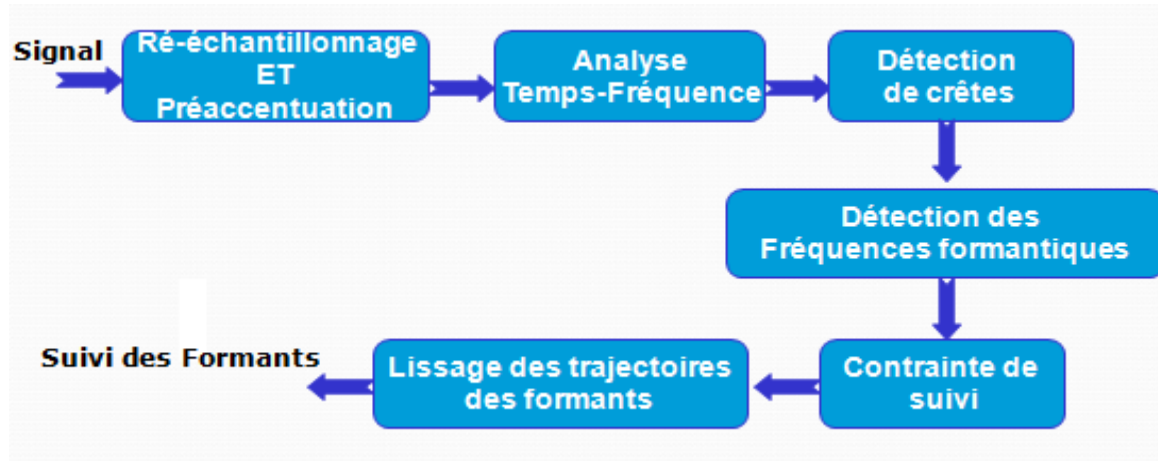 Signal
Ré-échantillonnage
ET
Préaccentuation
Analyse
Temps-Fréquence
Détection
de crêtes
Détection des
Fréquences formantiques
Contrainte de
suivi
Lissage des trajectoires
des formants
Suivi des Formants